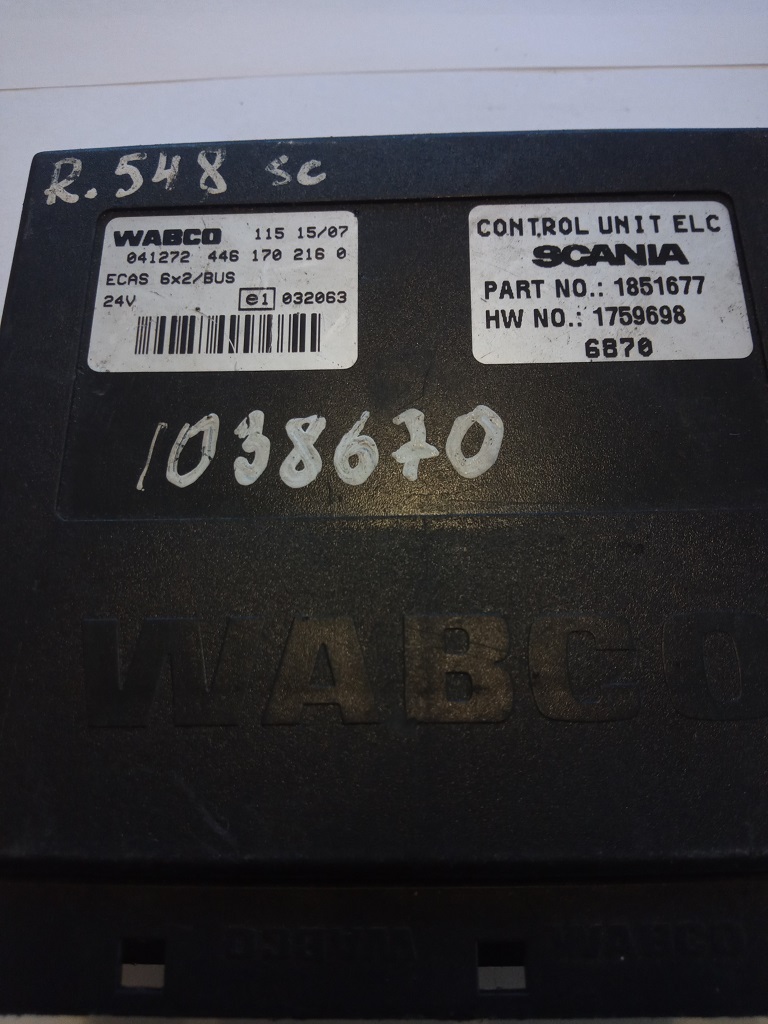 R.548 sc
WABCO 115 15/07
041272 446 170 216 0
ECAS 6x2/BUS
24V e1 032063
CONTROL UNIT ELC
SCANIA
PART NO.: 1851677
HW NO.: 1759698
6870
1038670
WABCO
WABCO